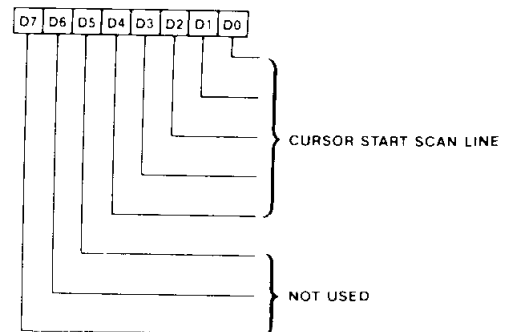 D7 D6 D5 D4 D3 D2 D1 D0
CURSOR START SCAN LINE
NOT USED